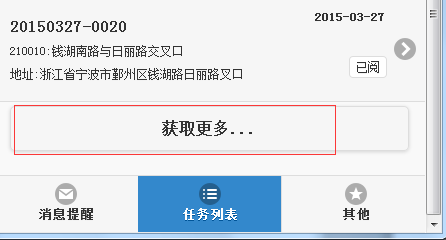 2015-03-27
20150327-0020
210010:钱湖南路与日丽路交叉口
地址:浙江省宁波市鄞州区钱湖路日丽路交叉口
已阅
获取更多...
消息提醒
任务列表
其他